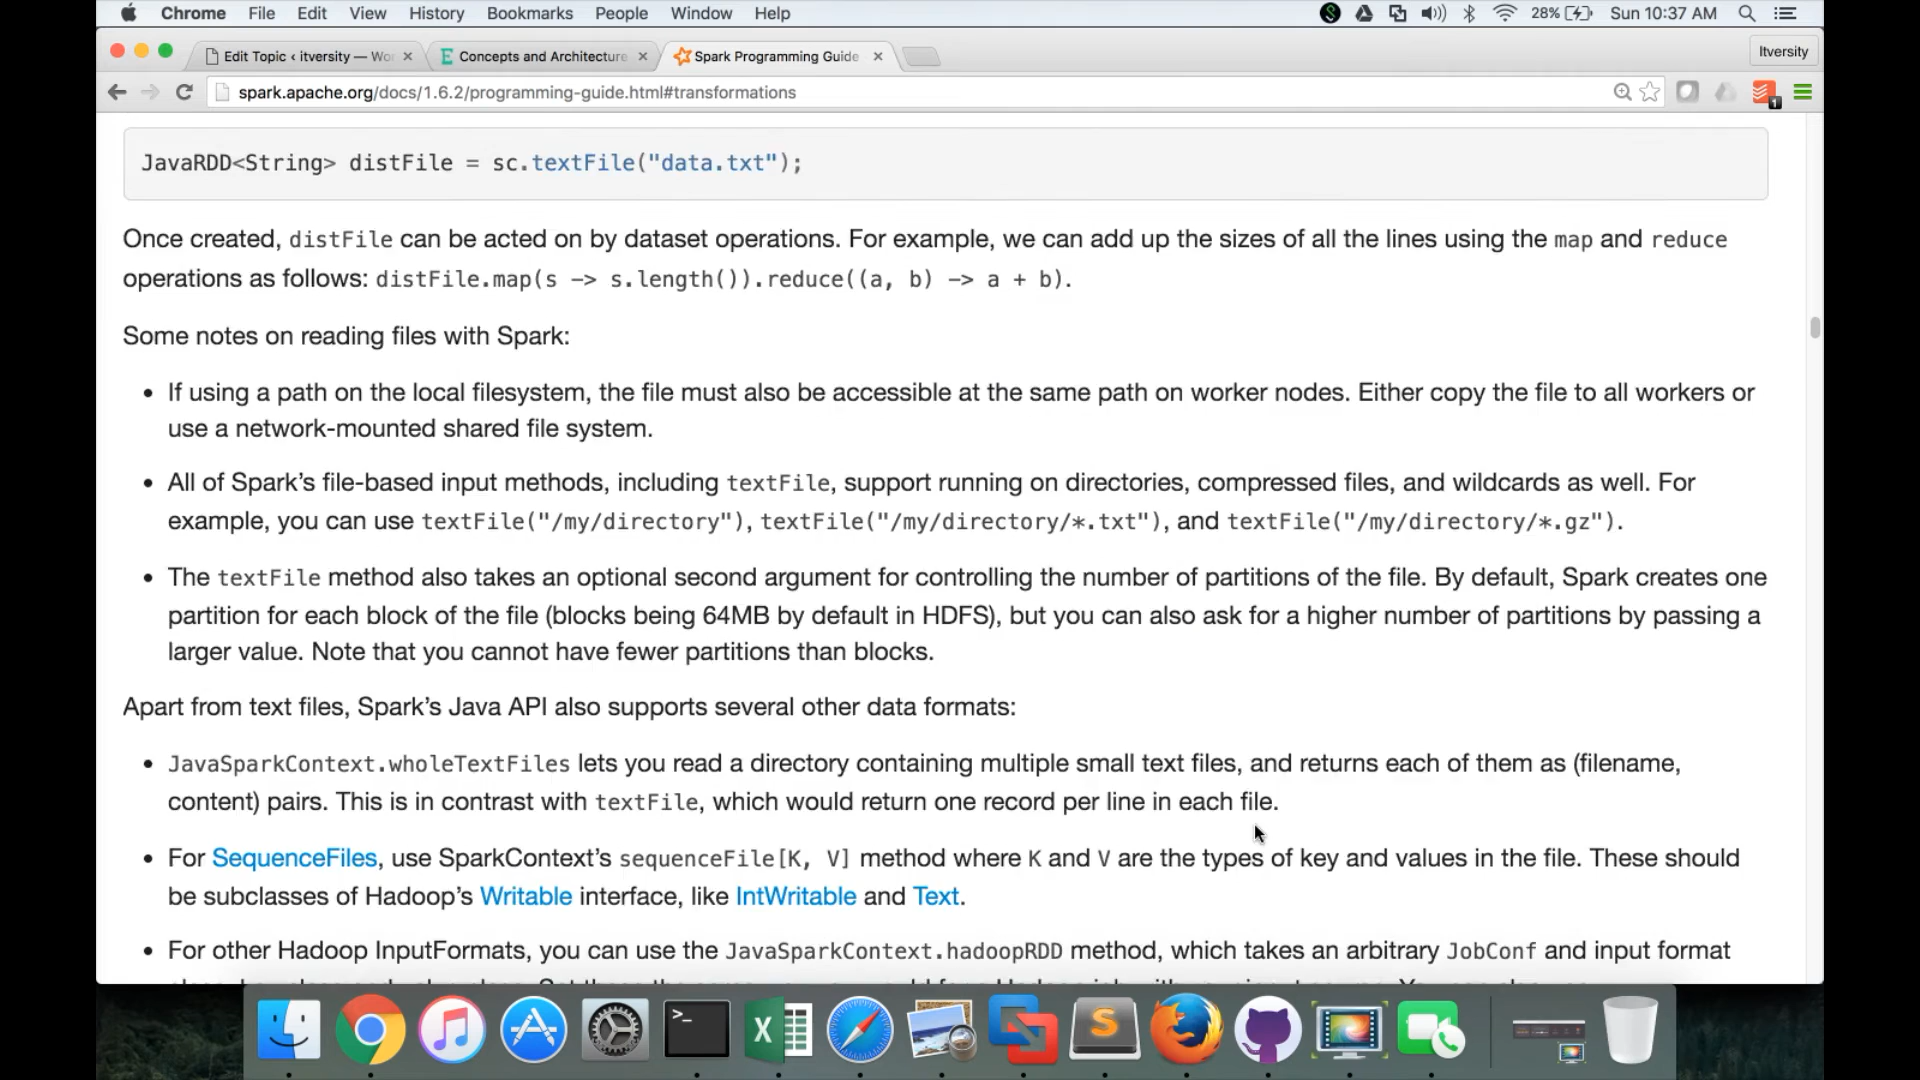 Chrome File Edit View History Bookmarks People Window Help 28% Sun 10:37 AM
Edit Topic ‹ itversity — Wor Concepts and Architecture Spark Programming Guide Itversity
spark.apache.org/docs/1.6.2/programming-guide.html#transformations 1
JavaRDD<String> distFile = sc.textFile("data.txt");
Once created, distFile can be acted on by dataset operations. For example, we can add up the sizes of all the lines using the map and reduce
operations as follows: distFile.map(s -> s.length()).reduce((a, b) -> a + b).
Some notes on reading files with Spark:
• If using a path on the local filesystem, the file must also be accessible at the same path on worker nodes. Either copy the file to all workers or
use a network-mounted shared file system.
• All of Spark’s file-based input methods, including textFile, support running on directories, compressed files, and wildcards as well. For
example, you can use textFile("/my/directory"), textFile("/my/directory/*.txt"), and textFile("/my/directory/*.gz").
• The textFile method also takes an optional second argument for controlling the number of partitions of the file. By default, Spark creates one
partition for each block of the file (blocks being 64MB by default in HDFS), but you can also ask for a higher number of partitions by passing a
larger value. Note that you cannot have fewer partitions than blocks.
Apart from text files, Spark’s Java API also supports several other data formats:
• JavaSparkContext.wholeTextFiles lets you read a directory containing multiple small text files, and returns each of them as (filename,
content) pairs. This is in contrast with textFile, which would return one record per line in each file.
• For SequenceFiles, use SparkContext’s sequenceFile[K, V] method where K and V are the types of key and values in the file. These should
be subclasses of Hadoop’s Writable interface, like IntWritable and Text.
• For other Hadoop InputFormats, you can use the JavaSparkContext.hadoopRDD method, which takes an arbitrary JobConf and input format